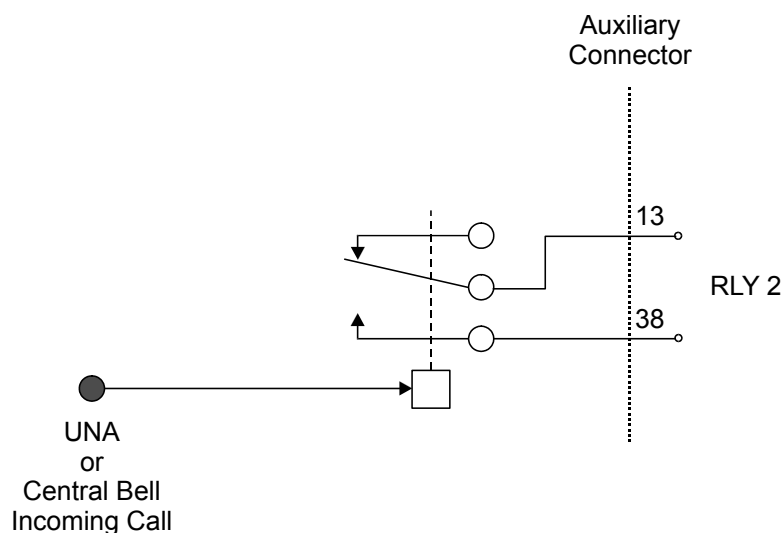 Auxiliary
Connector
13
RLY 2
38
UNA
or
Central Bell
Incoming Call